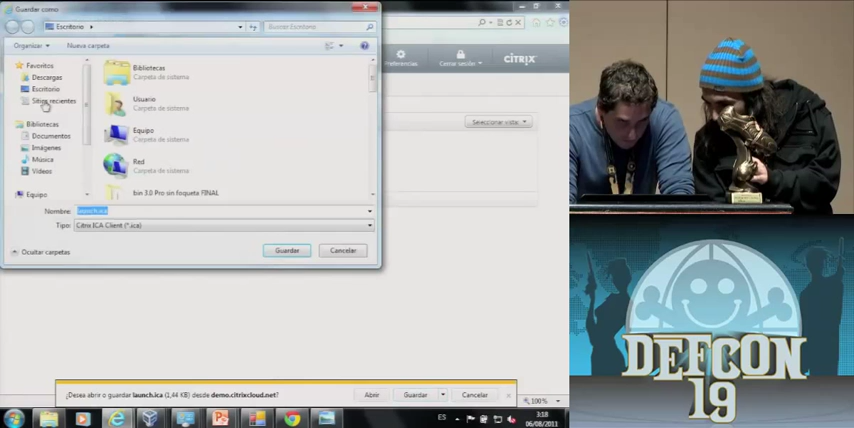 Guardar como
Escritorio
Buscar Escritorio
Organizar
Nueva carpeta
Favoritos
Descargas
Escritorio
Sitios recientes
Bibliotecas
Documentos
Imágenes
Música
Vídeos
Equipo
Bibliotecas
Carpeta de sistema
Usuario
Carpeta de sistema
Equipo
Carpeta de sistema
Red
Carpeta de sistema
bin 3.0 Pro sin foqueta FINAL
Nombre: launch.ica
Tipo: Citrix ICA Client (*.ica)
Ocultar carpetas
Guardar
Cancelar
Preferencias
Cerrar sesión
CITRIX
Seleccionar vista:
¿Desea abrir o guardar launch.ica (1,44 KB) desde demo.citrixcloud.net?
Abrir
Guardar
Cancelar
100%
ES
3:18
06/08/2011
DEFCON
19